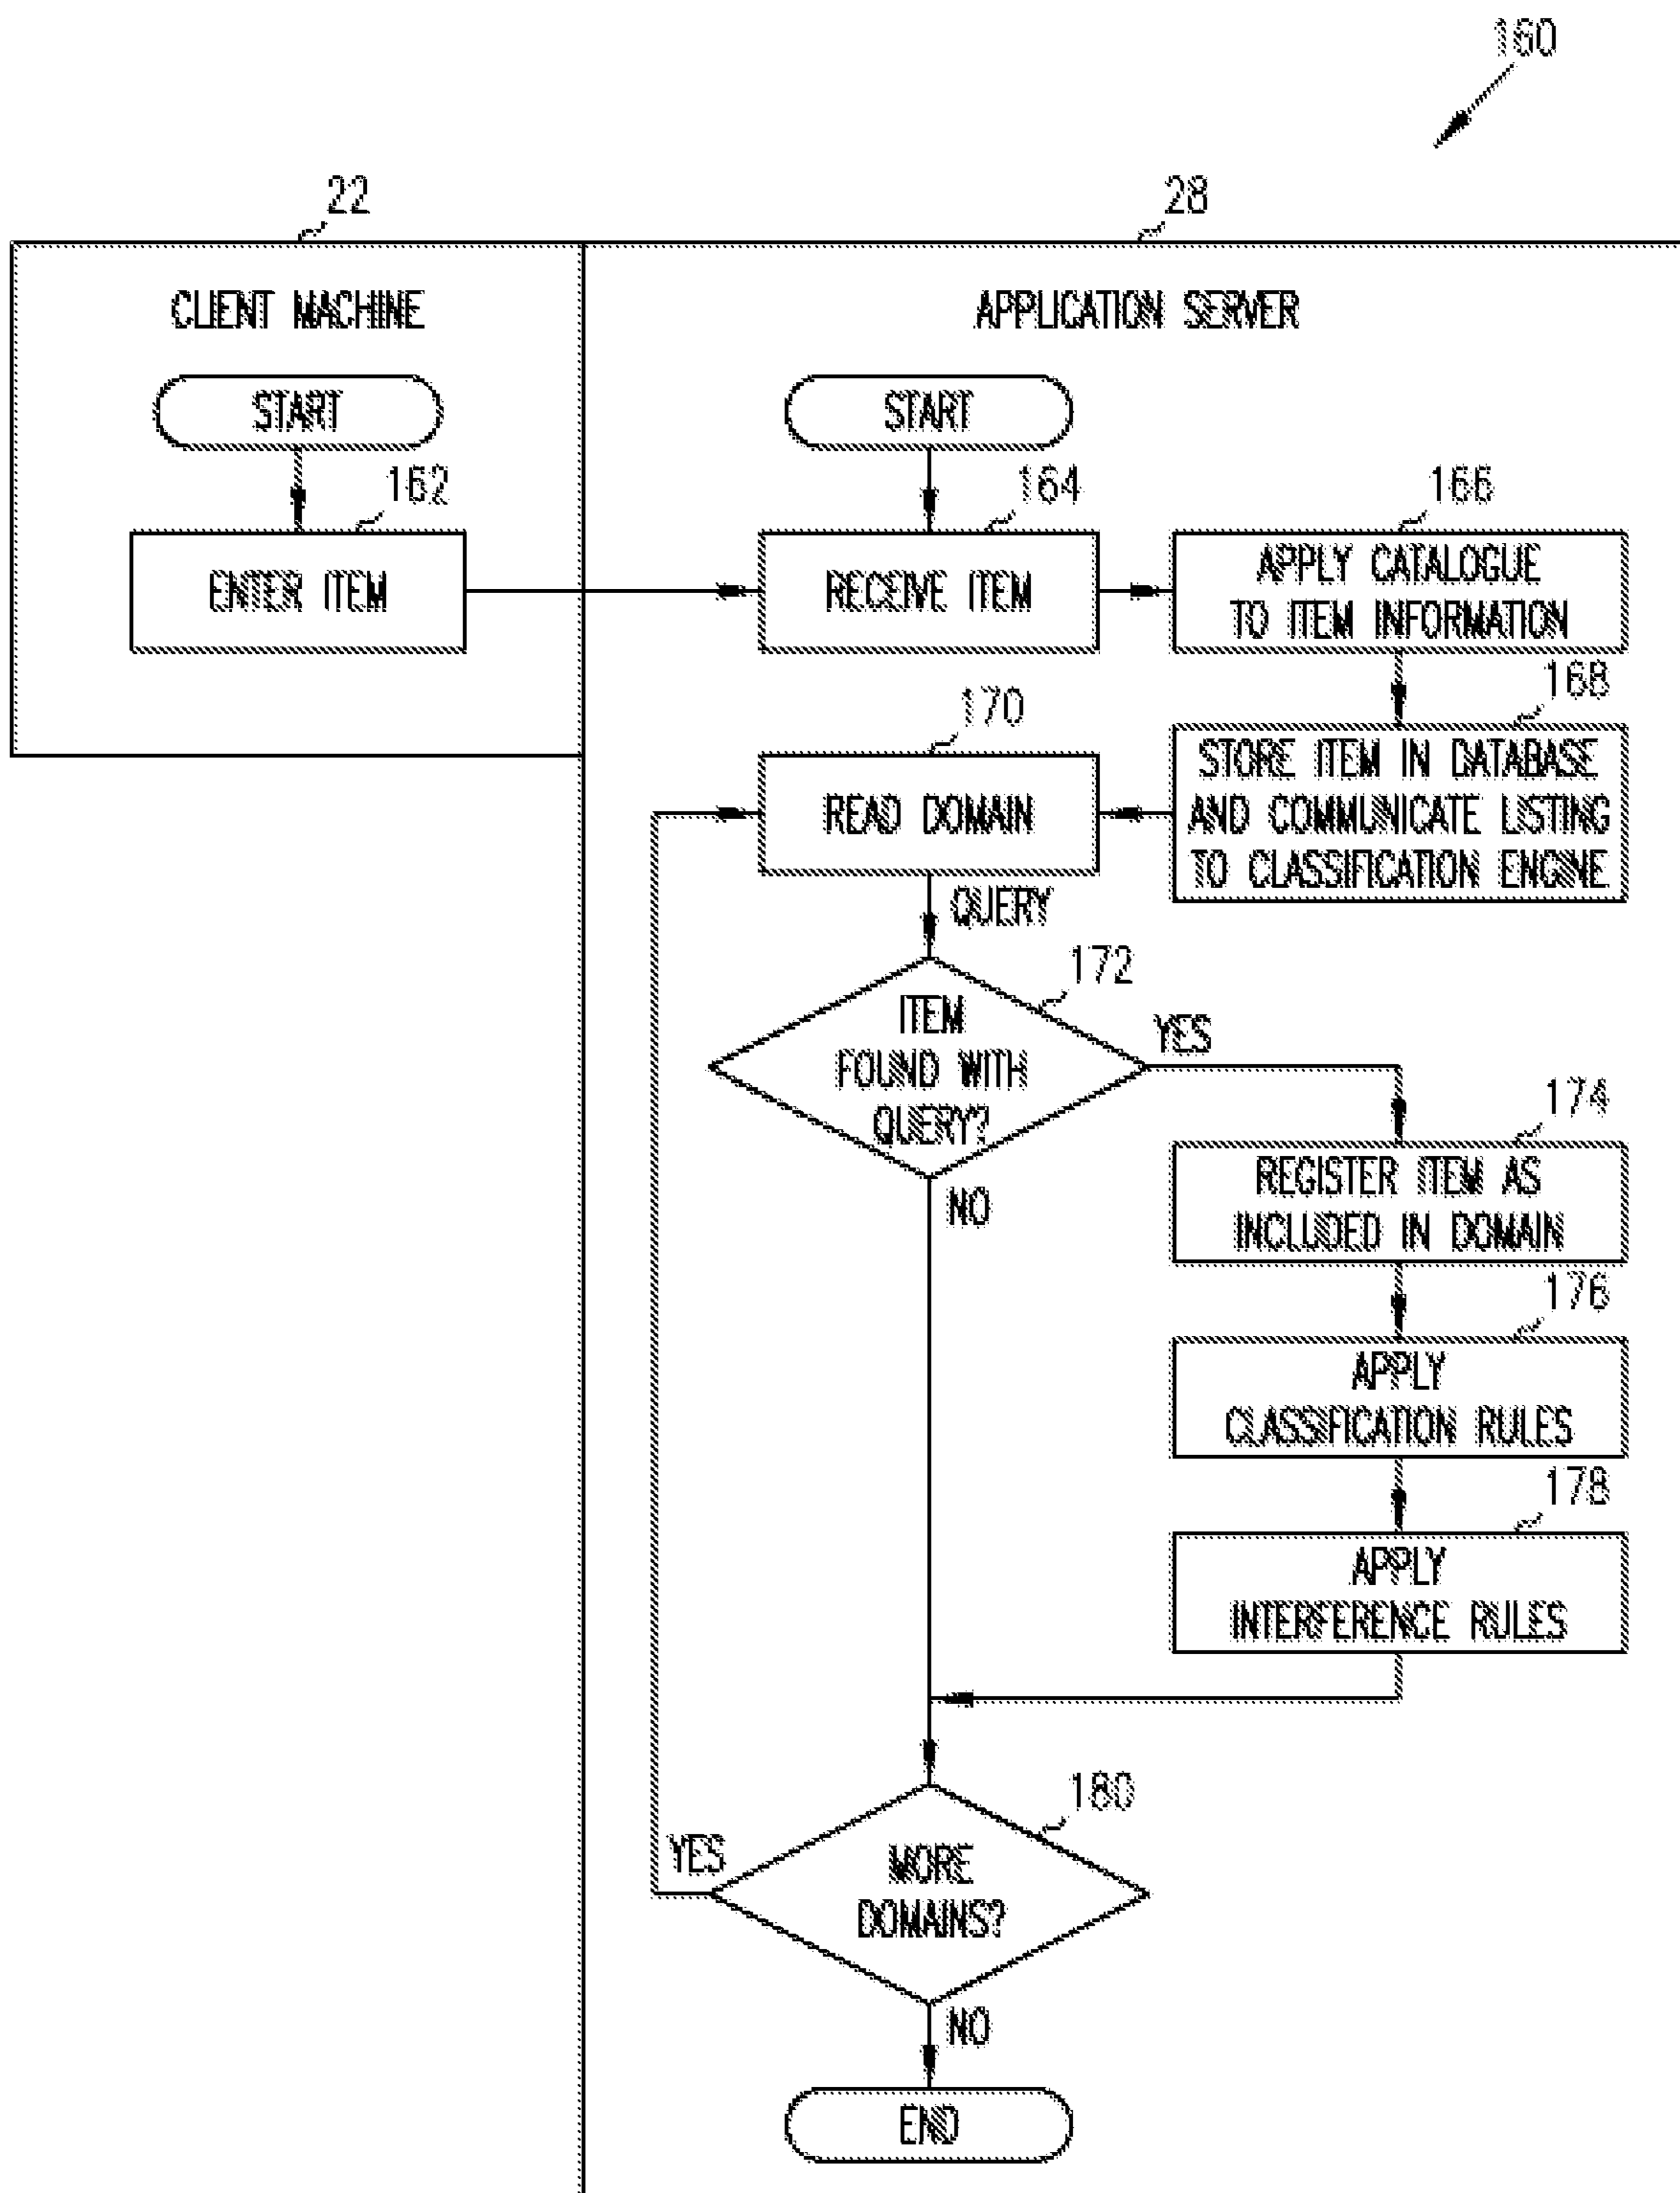 160
22
28
CLIENT MACHINE
APPLICATION SERVER
START
START
162
164
166
ENTER ITEM
RECEIVE ITEM
APPLY CATALOGUE
TO ITEM INFORMATION
168
170
STORE ITEM IN DATABASE
AND COMMUNICATE LISTING
TO CLASSIFICATION ENGINE
READ DOMAIN
QUERY
172
ITEM
FOUND WITH
QUERY?
YES
NO
174
REGISTER ITEM AS
INCLUDED IN DOMAIN
176
APPLY
CLASSIFICATION RULES
178
APPLY
INTERFERENCE RULES
180
YES
MORE
DOMAINS?
NO
END